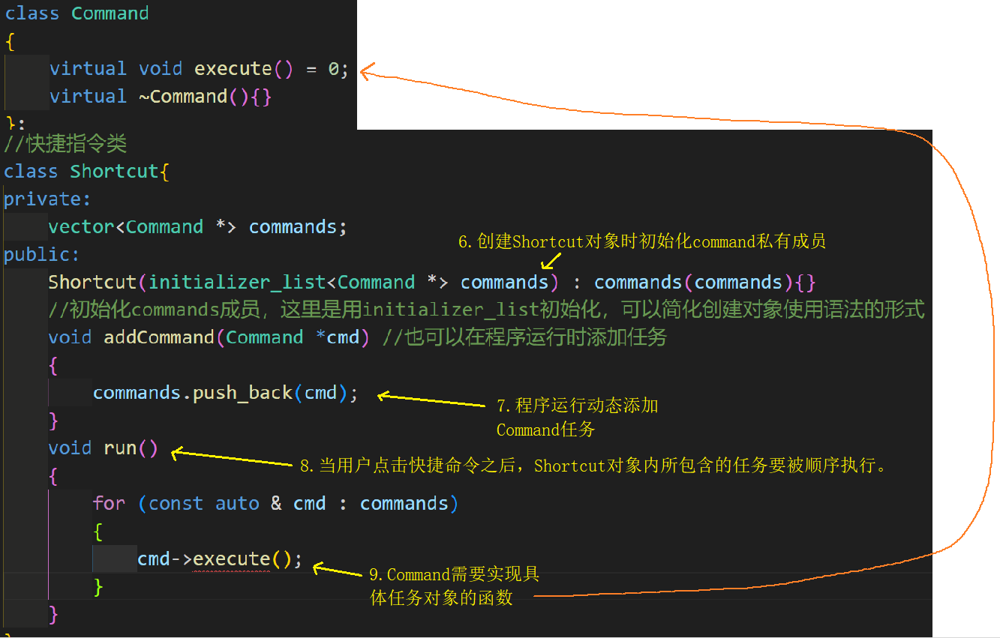 class Command
{
virtual void execute() = 0;
virtual ~Command(){}
};
//快捷指令类
class Shortcut{
private:
vector<Command *> commands;
6.创建Shortcut对象时初始化command私有成员
public:
Shortcut(initializer_list<Command *> commands) : commands(commands){}
//初始化commands成员，这里是用initializer_list初始化，可以简化创建对象使用语法的形式
void addCommand(Command *cmd) //也可以在程序运行时添加任务
{
commands.push_back(cmd);
7.程序运行动态添加
Command任务
}
void run()
8.当用户点击快捷命令之后，Shortcut对象内所包含的任务要被顺序执行。
{
for (const auto & cmd : commands)
{
cmd->execute();
9.Command需要实现具
体任务对象的函数
}
}